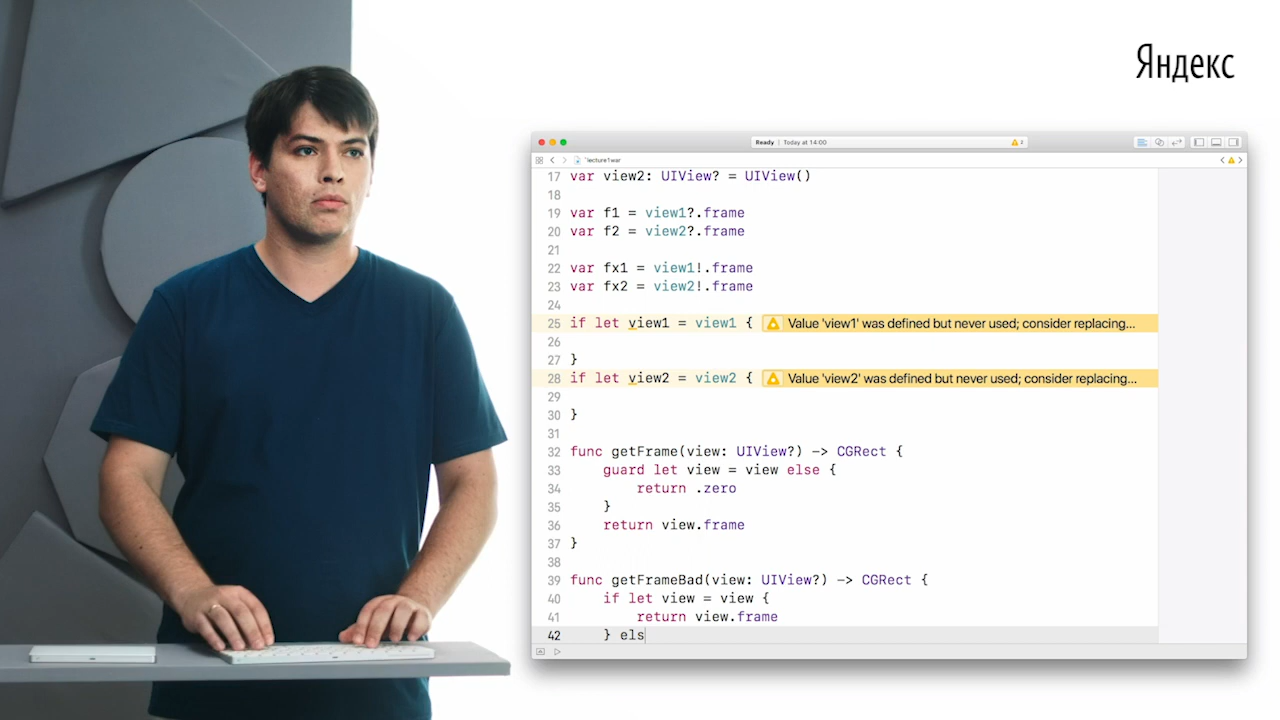 Яндекс
Ready | Today at 14:00
2
lecture1war
17 var view2: UIView? = UIView()
18
19 var f1 = view1?.frame
20 var f2 = view2?.frame
21
22 var fx1 = view1!.frame
23 var fx2 = view2!.frame
24
25 if let view1 = view1 { Value 'view1' was defined but never used; consider replacing...
26
27 }
28 if let view2 = view2 { Value 'view2' was defined but never used; consider replacing...
29
30 }
31
32 func getFrame(view: UIView?) -> CGRect {
33 guard let view = view else {
34 return .zero
35 }
36 return view.frame
37 }
38
39 func getFrameBad(view: UIView?) -> CGRect {
40 if let view = view {
41 return view.frame
42 } els